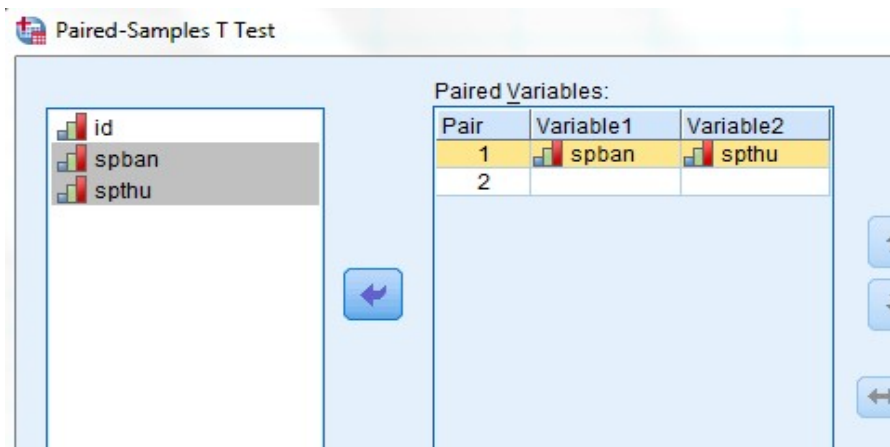 Paired-Samples T Test
Paired Variables:
id
spban
spthu
Pair Variable1 Variable2
1 spban spthu
2